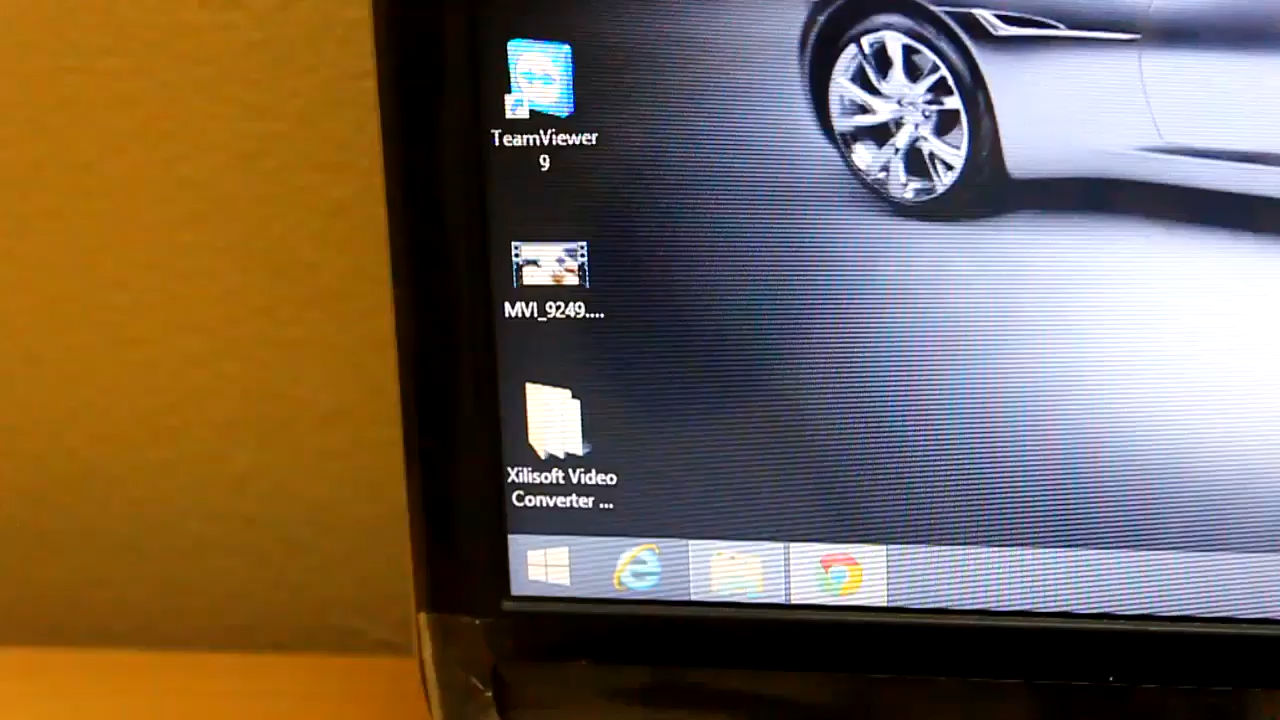 TeamViewer
9
MVI_9249....
Xilisoft Video
Converter ...